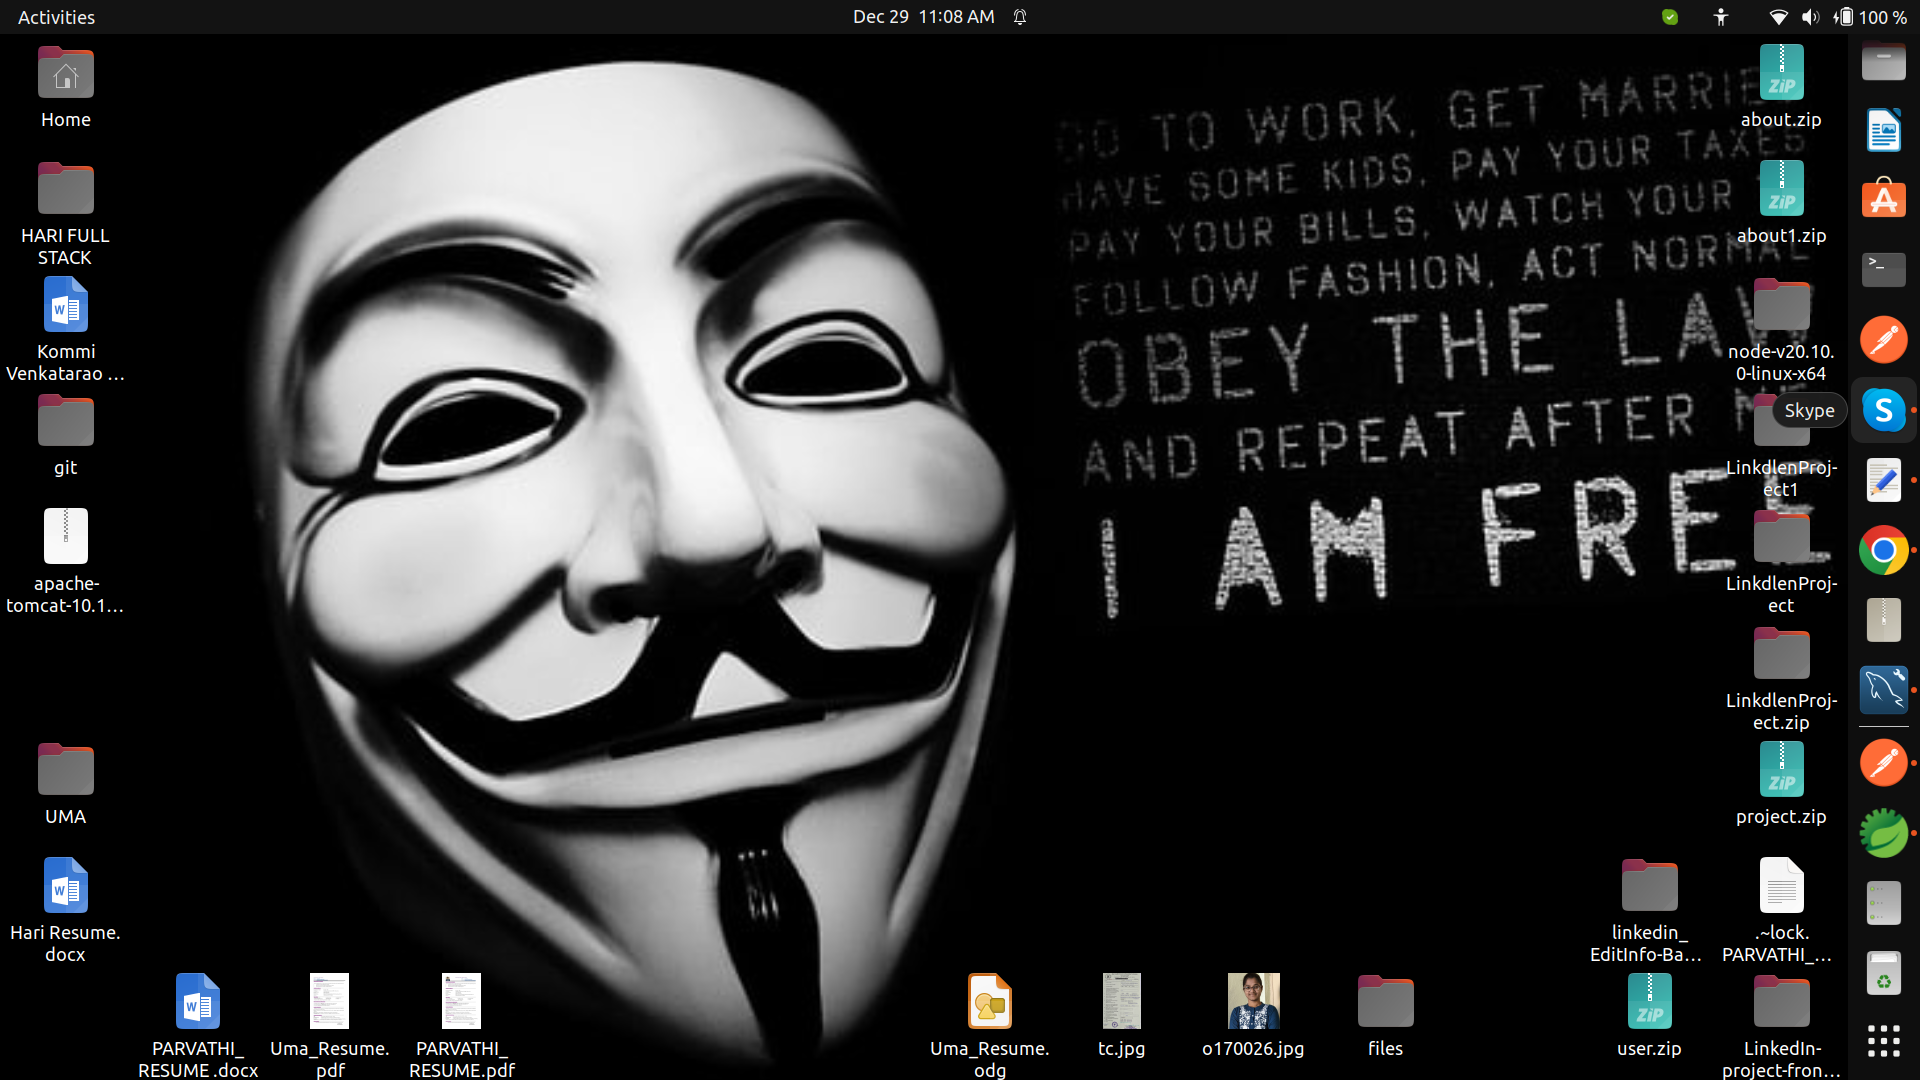 Activities
Dec 29 11:08 AM
100 %
Home
HARI FULL
STACK
Kommi
Venkatarao ...
git
apache-
tomcat-10.1...
UMA
Hari Resume.
docx
PARVATHI_
RESUME .docx
Uma_Resume.
pdf
PARVATHI_
RESUME.pdf
GO TO WORK, GET MARRIED
HAVE SOME KIDS, PAY YOUR TAXES
PAY YOUR BILLS, WATCH YOUR
FOLLOW FASHION, ACT NORMAL
OBEY THE LAW
AND REPEAT AFTER ME
I AM FREE
Uma_Resume.
odg
tc.jpg
o170026.jpg
files
about.zip
ZiP
about1.zip
ZiP
node-v20.10.
0-linux-x64
Skype
LinkdlenProj-
ect1
LinkdlenProj-
ect
LinkdlenProj-
ect.zip
ZiP
project.zip
linkedin_
EditInfo-Ba...
.~lock.
PARVATHI_...
ZiP
user.zip
LinkedIn-
project-fron...